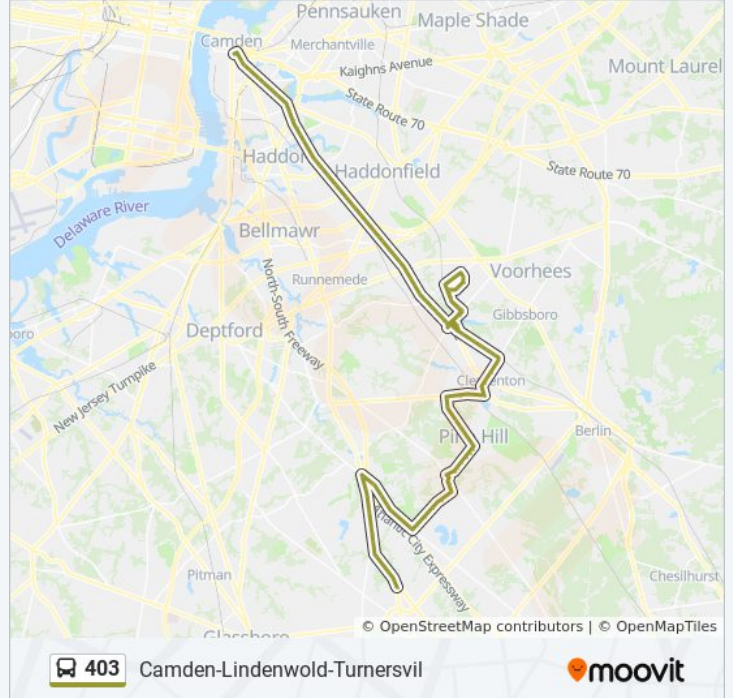 Pennsauken
Maple Shade
Camden
Merchantville
Kaighns Avenue
Mount Laurel
State Route 70
Haddon
Haddonfield
State Route 70
Delaware River
Bellmawr
Voorhees
North-South Freeway
Runnemede
Gibbsboro
oro
Deptford
New Jersey Turnpike
Clementon
Pine Hill
Berlin
Atlantic City Expressway
Pitman
Chesilhurst
Glassboro
© OpenStreetMap contributors | © OpenMapTiles
403 Camden-Lindenwold-Turnersvil
moovit